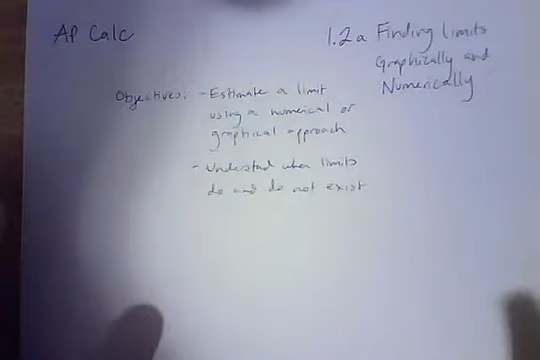 AP Calc
1.2a Finding limits
Graphically and
Numerically
Objectives: - Estimate a limit
using a numerical or
graphical approach
- Understand when limits
do and do not exist